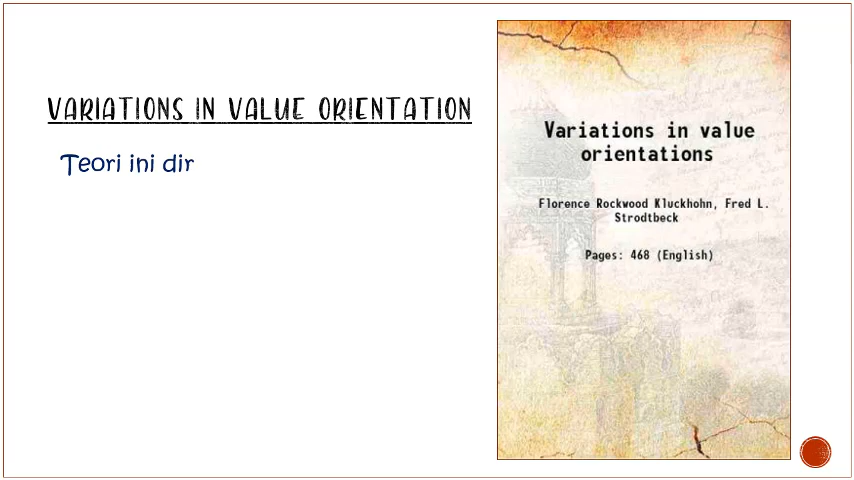 VARIATIONS IN VALUE ORIENTATION
Teori ini dir
Variations in value
orientations
Florence Rockwood Kluckhohn, Fred L.
Strodtbeck
Pages: 468 (English)